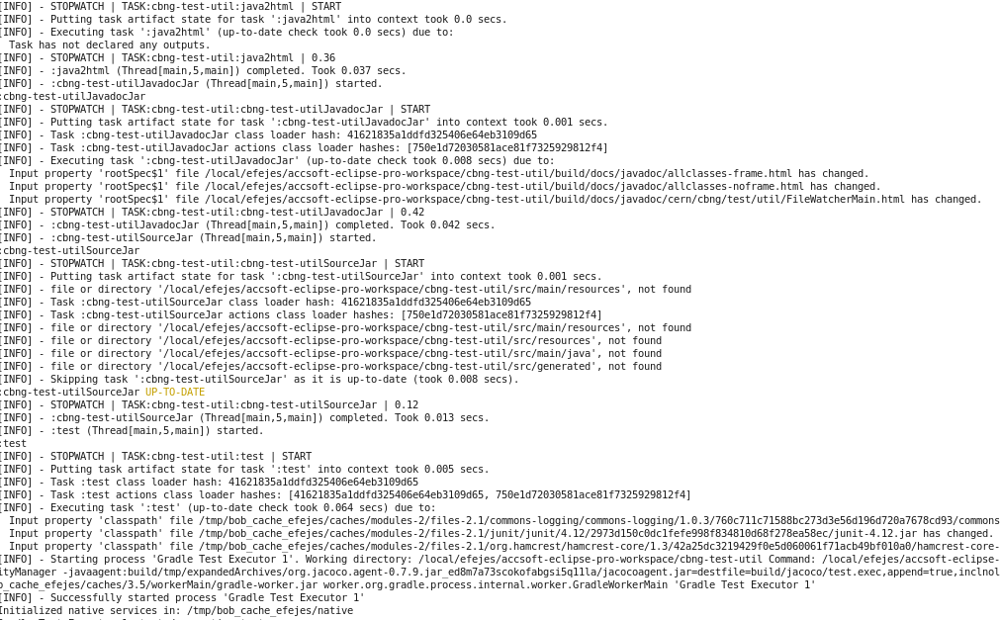 [INFO] - STOPWATCH | TASK:cbng-test-util:java2html | START
[INFO] - Putting task artifact state for task ':java2html' into context took 0.0 secs.
[INFO] - Executing task ':java2html' (up-to-date check took 0.0 secs) due to:
Task has not declared any outputs.
[INFO] - STOPWATCH | TASK:cbng-test-util:java2html | 0.36
[INFO] - :java2html (Thread[main,5,main]) completed. Took 0.037 secs.
[INFO] - :cbng-test-utilJavadocJar (Thread[main,5,main]) started.
:cbng-test-utilJavadocJar
[INFO] - STOPWATCH | TASK:cbng-test-util:cbng-test-utilJavadocJar | START
[INFO] - Putting task artifact state for task ':cbng-test-utilJavadocJar' into context took 0.001 secs.
[INFO] - Task :cbng-test-utilJavadocJar class loader hash: 41621835a1ddfd325406e64eb3109d65
[INFO] - Task :cbng-test-utilJavadocJar actions class loader hashes: [750e1d72030581ace81f7325929812f4]
[INFO] - Executing task ':cbng-test-utilJavadocJar' (up-to-date check took 0.008 secs) due to:
Input property 'rootSpec$1' file /local/efejes/accsoft-eclipse-pro-workspace/cbng-test-util/build/docs/javadoc/allclasses-frame.html has changed.
Input property 'rootSpec$1' file /local/efejes/accsoft-eclipse-pro-workspace/cbng-test-util/build/docs/javadoc/allclasses-noframe.html has changed.
Input property 'rootSpec$1' file /local/efejes/accsoft-eclipse-pro-workspace/cbng-test-util/build/docs/javadoc/cern/cbng/test/util/FileWatcherMain.html has changed.
[INFO] - STOPWATCH | TASK:cbng-test-util:cbng-test-utilJavadocJar | 0.42
[INFO] - :cbng-test-utilJavadocJar (Thread[main,5,main]) completed. Took 0.042 secs.
[INFO] - :cbng-test-utilSourceJar (Thread[main,5,main]) started.
:cbng-test-utilSourceJar
[INFO] - STOPWATCH | TASK:cbng-test-util:cbng-test-utilSourceJar | START
[INFO] - Putting task artifact state for task ':cbng-test-utilSourceJar' into context took 0.001 secs.
[INFO] - file or directory '/local/efejes/accsoft-eclipse-pro-workspace/cbng-test-util/src/main/resources', not found
[INFO] - Task :cbng-test-utilSourceJar class loader hash: 41621835a1ddfd325406e64eb3109d65
[INFO] - Task :cbng-test-utilSourceJar actions class loader hashes: [750e1d72030581ace81f7325929812f4]
[INFO] - file or directory '/local/efejes/accsoft-eclipse-pro-workspace/cbng-test-util/src/main/resources', not found
[INFO] - file or directory '/local/efejes/accsoft-eclipse-pro-workspace/cbng-test-util/src/resources', not found
[INFO] - file or directory '/local/efejes/accsoft-eclipse-pro-workspace/cbng-test-util/src/main/java', not found
[INFO] - file or directory '/local/efejes/accsoft-eclipse-pro-workspace/cbng-test-util/src/generated', not found
[INFO] - Skipping task ':cbng-test-utilSourceJar' as it is up-to-date (took 0.008 secs).
:cbng-test-utilSourceJar UP-TO-DATE
[INFO] - STOPWATCH | TASK:cbng-test-util:cbng-test-utilSourceJar | 0.12
[INFO] - :cbng-test-utilSourceJar (Thread[main,5,main]) completed. Took 0.013 secs.
[INFO] - :test (Thread[main,5,main]) started.
:test
[INFO] - STOPWATCH | TASK:cbng-test-util:test | START
[INFO] - Putting task artifact state for task ':test' into context took 0.005 secs.
[INFO] - Task :test class loader hash: 41621835a1ddfd325406e64eb3109d65
[INFO] - Task :test actions class loader hashes: [41621835a1ddfd325406e64eb3109d65, 750e1d72030581ace81f7325929812f4]
[INFO] - Executing task ':test' (up-to-date check took 0.064 secs) due to:
Input property 'classpath' file /tmp/bob_cache_efejes/caches/modules-2/files-2.1/commons-logging/commons-logging/1.0.3/760c711c71588bc273d3e56d196d720a7678cd93/commons
Input property 'classpath' file /tmp/bob_cache_efejes/caches/modules-2/files-2.1/junit/junit/4.12/2973d150c0dc1fefe998f834810d68f278ea58ec/junit-4.12.jar has changed.
Input property 'classpath' file /tmp/bob_cache_efejes/caches/modules-2/files-2.1/org.hamcrest/hamcrest-core/1.3/42a25dc3219429f0e5d060061f71acb49bf010a0/hamcrest-core-
[INFO] - Starting process 'Gradle Test Executor 1'. Working directory: /local/efejes/accsoft-eclipse-pro-workspace/cbng-test-util Command: /local/efejes/accsoft-eclipse-
ityManager -javaagent:build/tmp/expandedArchives/org.jacoco.agent-0.7.9.jar_ed8m7a73scokofabgsi5q11la/jacocoagent.jar=destfile=build/jacoco/test.exec,append=true,inclnol
b_cache_efejes/caches/3.5/workerMain/gradle-worker.jar worker.org.gradle.process.internal.worker.GradleWorkerMain 'Gradle Test Executor 1'
[INFO] - Successfully started process 'Gradle Test Executor 1'
Initialized native services in: /tmp/bob_cache_efejes/native